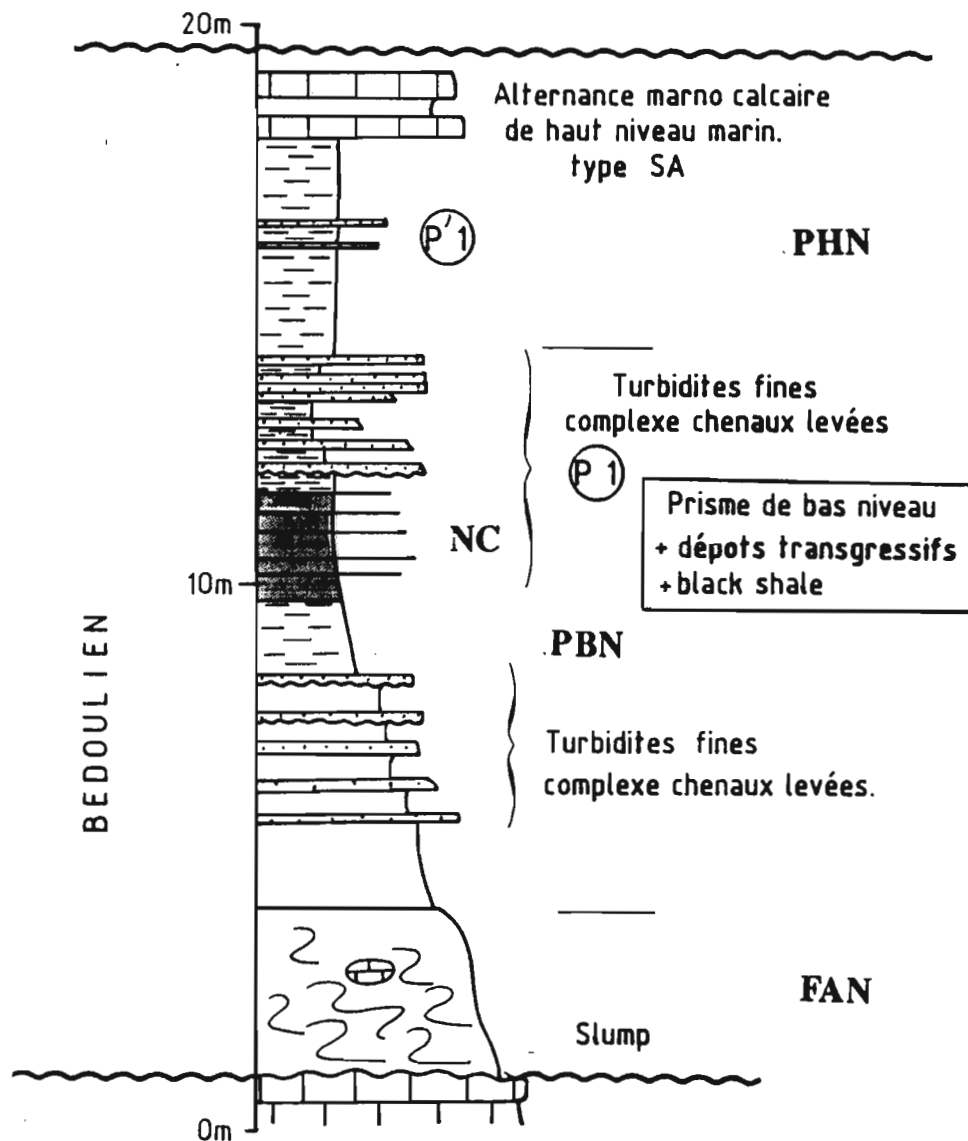 20m
Alternance marno calcaire
de haut niveau marin.
type SA
P'1
PHN
Turbidites fines
complexe chenaux levées
P 1
Prisme de bas niveau
+ dépots transgressifs
+ black shale
NC
10m
PBN
BEDOULIEN
Turbidites fines
complexe chenaux levées.
FAN
Slump
0m